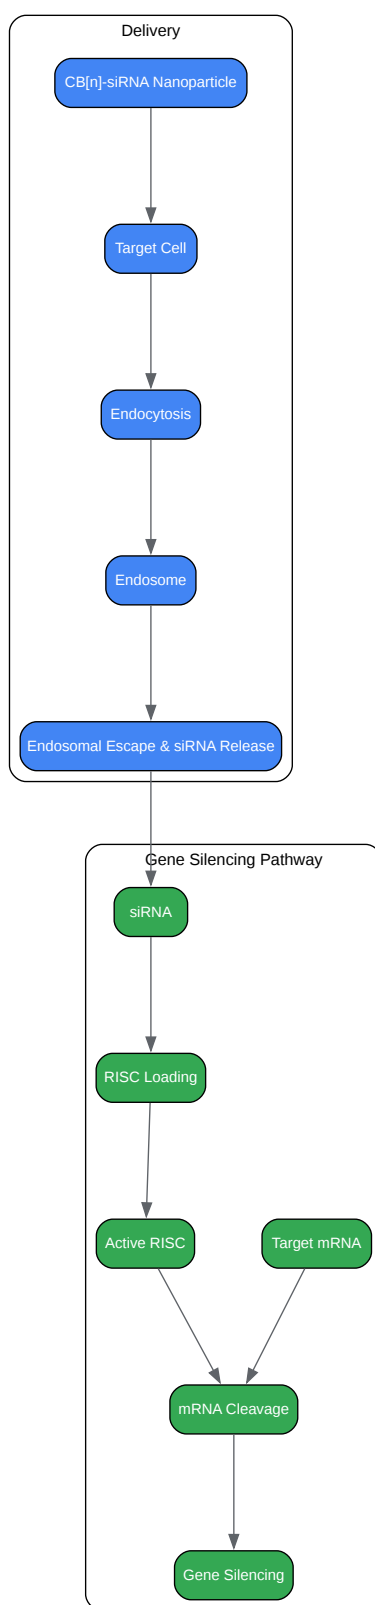 Delivery
CB[n]-siRNA Nanoparticle
Target Cell
Endocytosis
Endosome
Endosomal Escape & siRNA Release
Gene Silencing Pathway
siRNA
RISC Loading
Active RISC
Target mRNA
mRNA Cleavage
Gene Silencing